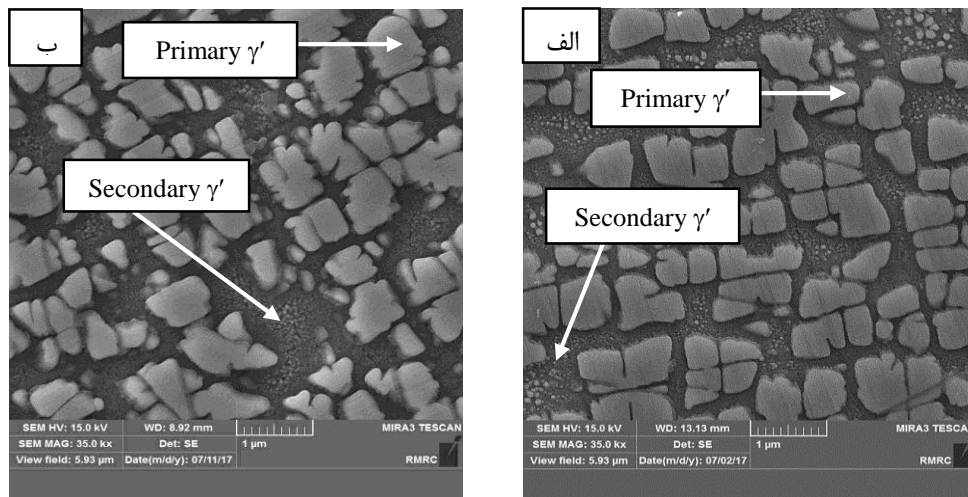 ب
Primary γ′
Secondary γ′
SEM HV: 15.0 kV WD: 8.92 mm MIRA3 TESCAN
SEM MAG: 35.0 kx Det: SE 1 µm
View field: 5.93 µm Date(m/d/y): 07/11/17 RMRC
الف
Primary γ′
Secondary γ′
SEM HV: 15.0 kV WD: 13.13 mm MIRA3 TESCAN
SEM MAG: 35.0 kx Det: SE 1 µm
View field: 5.93 µm Date(m/d/y): 07/02/17 RMRC